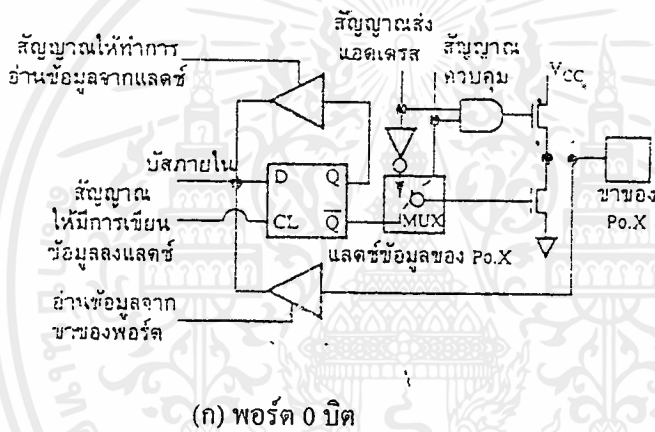 สัญญาณส่ง
แอดเดรส
สัญญาณ
ควบคุม
สัญญาณให้ทำการ
อ่านข้อมูลจากแลตช์
VCC
บัสภายใน
D Q
สัญญาณ
ให้มีการเขียน
ข้อมูลลงแลตช์
CL Q
MUX
ขาของ
Po.X
แลตช์ข้อมูลของ Po.X
อ่านข้อมูลจาก
ขาของพอร์ต
(ก) พอร์ต 0 บิต